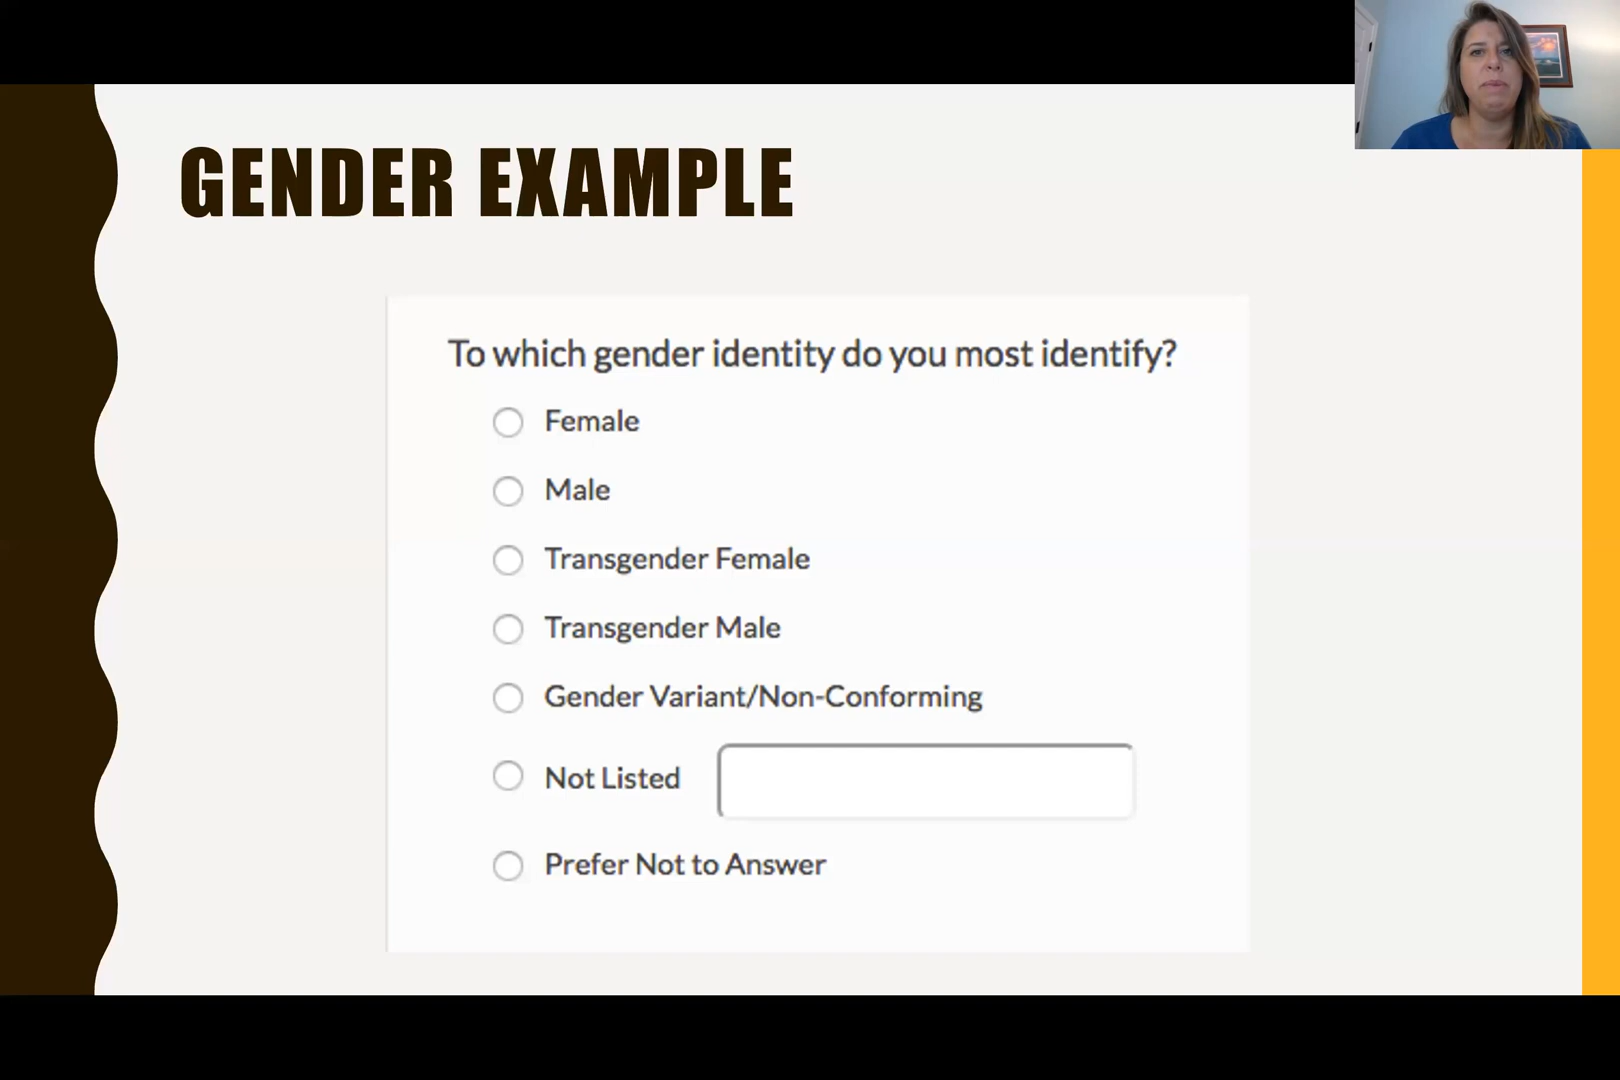 GENDER EXAMPLE
To which gender identity do you most identify?
Female
Male
Transgender Female
Transgender Male
Gender Variant/Non-Conforming
Not Listed
Prefer Not to Answer